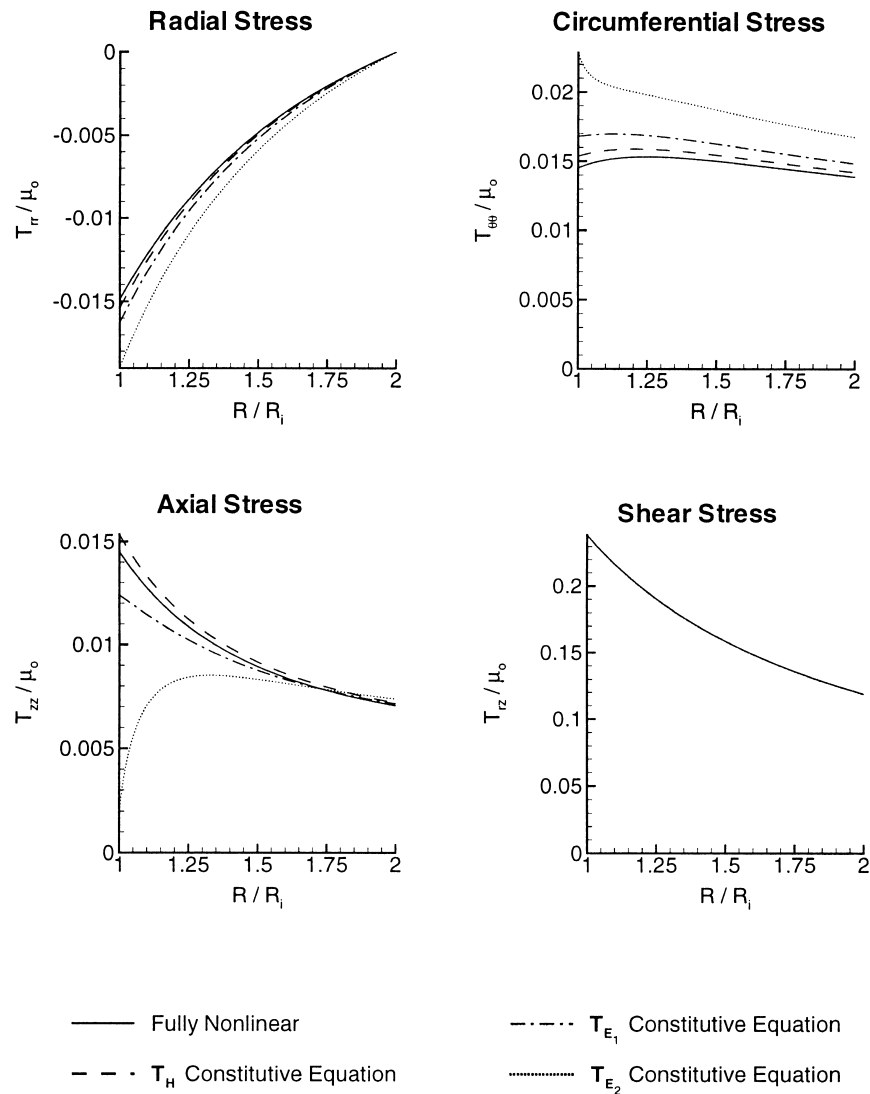 Radial Stress
0
-0.005
-0.01
-0.015
T_rr / μ_o
1 1.25 1.5 1.75 2
R / R_i
Circumferential Stress
0.02
0.015
0.01
0.005
0
T_θθ / μ_o
1 1.25 1.5 1.75 2
R / R_i
Axial Stress
0.015
0.01
0.005
0
T_zz / μ_o
1 1.25 1.5 1.75 2
R / R_i
Shear Stress
0.2
0.15
0.1
0.05
0
T_rz / μ_o
1 1.25 1.5 1.75 2
R / R_i
Fully Nonlinear
T_H Constitutive Equation
T_E_1 Constitutive Equation
T_E_2 Constitutive Equation